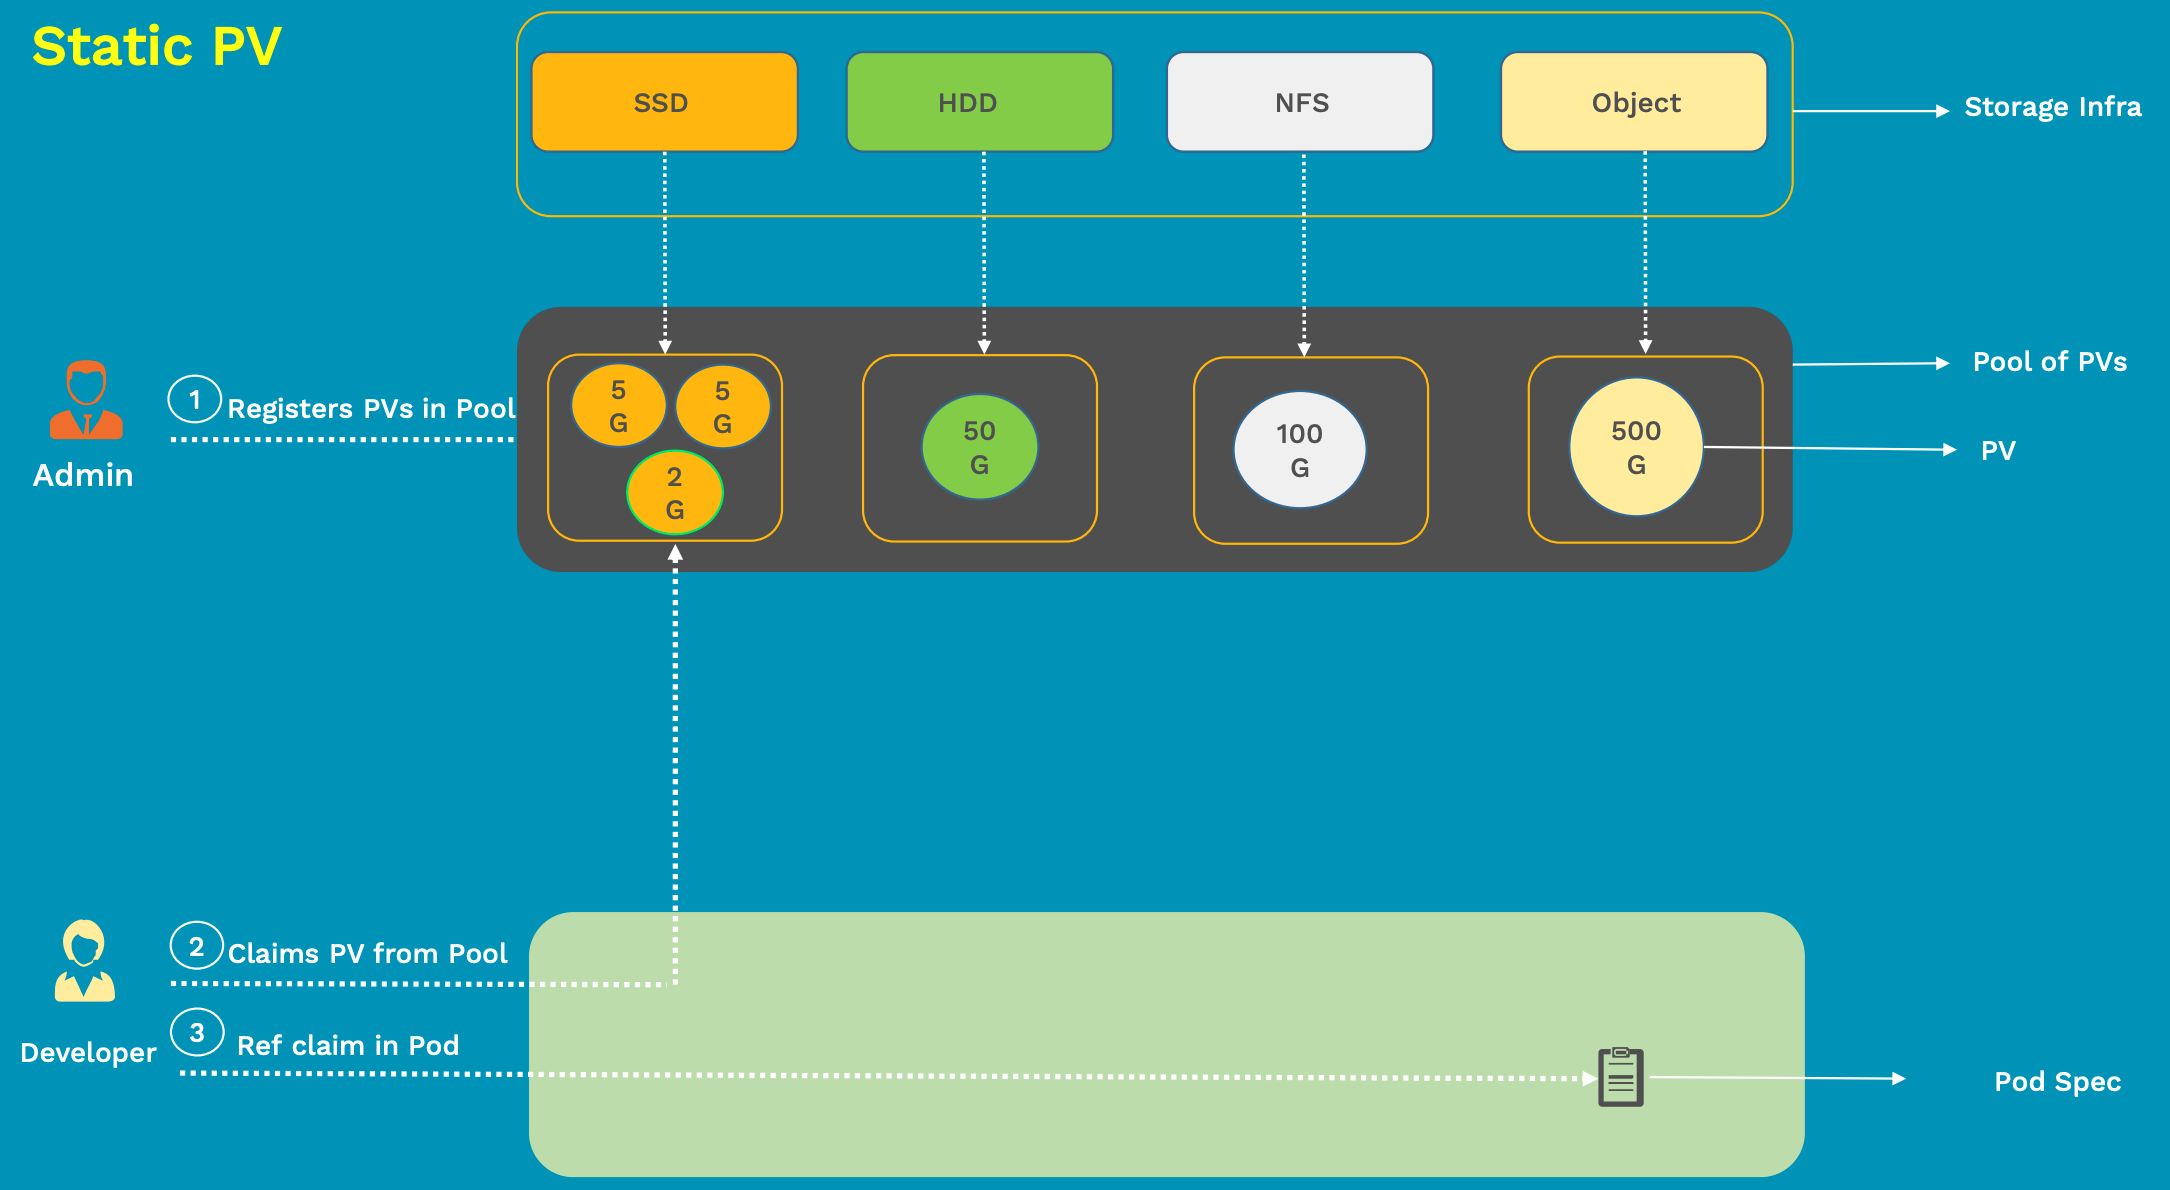 Static PV
SSD
HDD
NFS
Object
Storage Infra
Admin
1
Registers PVs in Pool
5
G
5
G
2
G
50
G
100
G
500
G
Pool of PVs
PV
Developer
2
Claims PV from Pool
3
Ref claim in Pod
Pod Spec